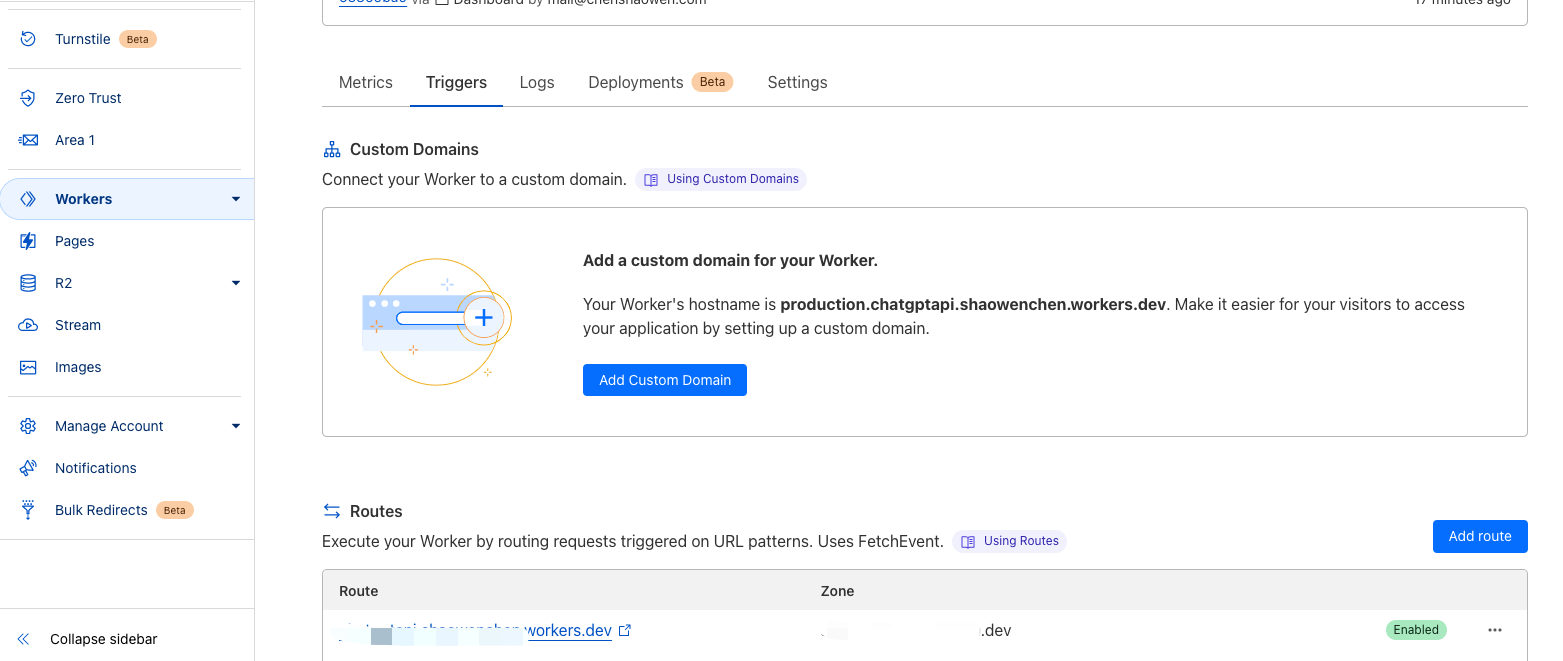 via Dashboard by mail@chenshaowen.com
17 minutes ago
Turnstile Beta
Zero Trust
Area 1
Workers
Pages
R2
Stream
Images
Manage Account
Notifications
Bulk Redirects Beta
Collapse sidebar
Metrics Triggers Logs Deployments Beta Settings
Custom Domains
Connect your Worker to a custom domain. Using Custom Domains
Add a custom domain for your Worker.
Your Worker's hostname is production.chatgptapi.shaowenchen.workers.dev. Make it easier for your visitors to access
your application by setting up a custom domain.
Add Custom Domain
Routes
Execute your Worker by routing requests triggered on URL patterns. Uses FetchEvent. Using Routes
Add route
Route Zone
workers.dev .dev Enabled